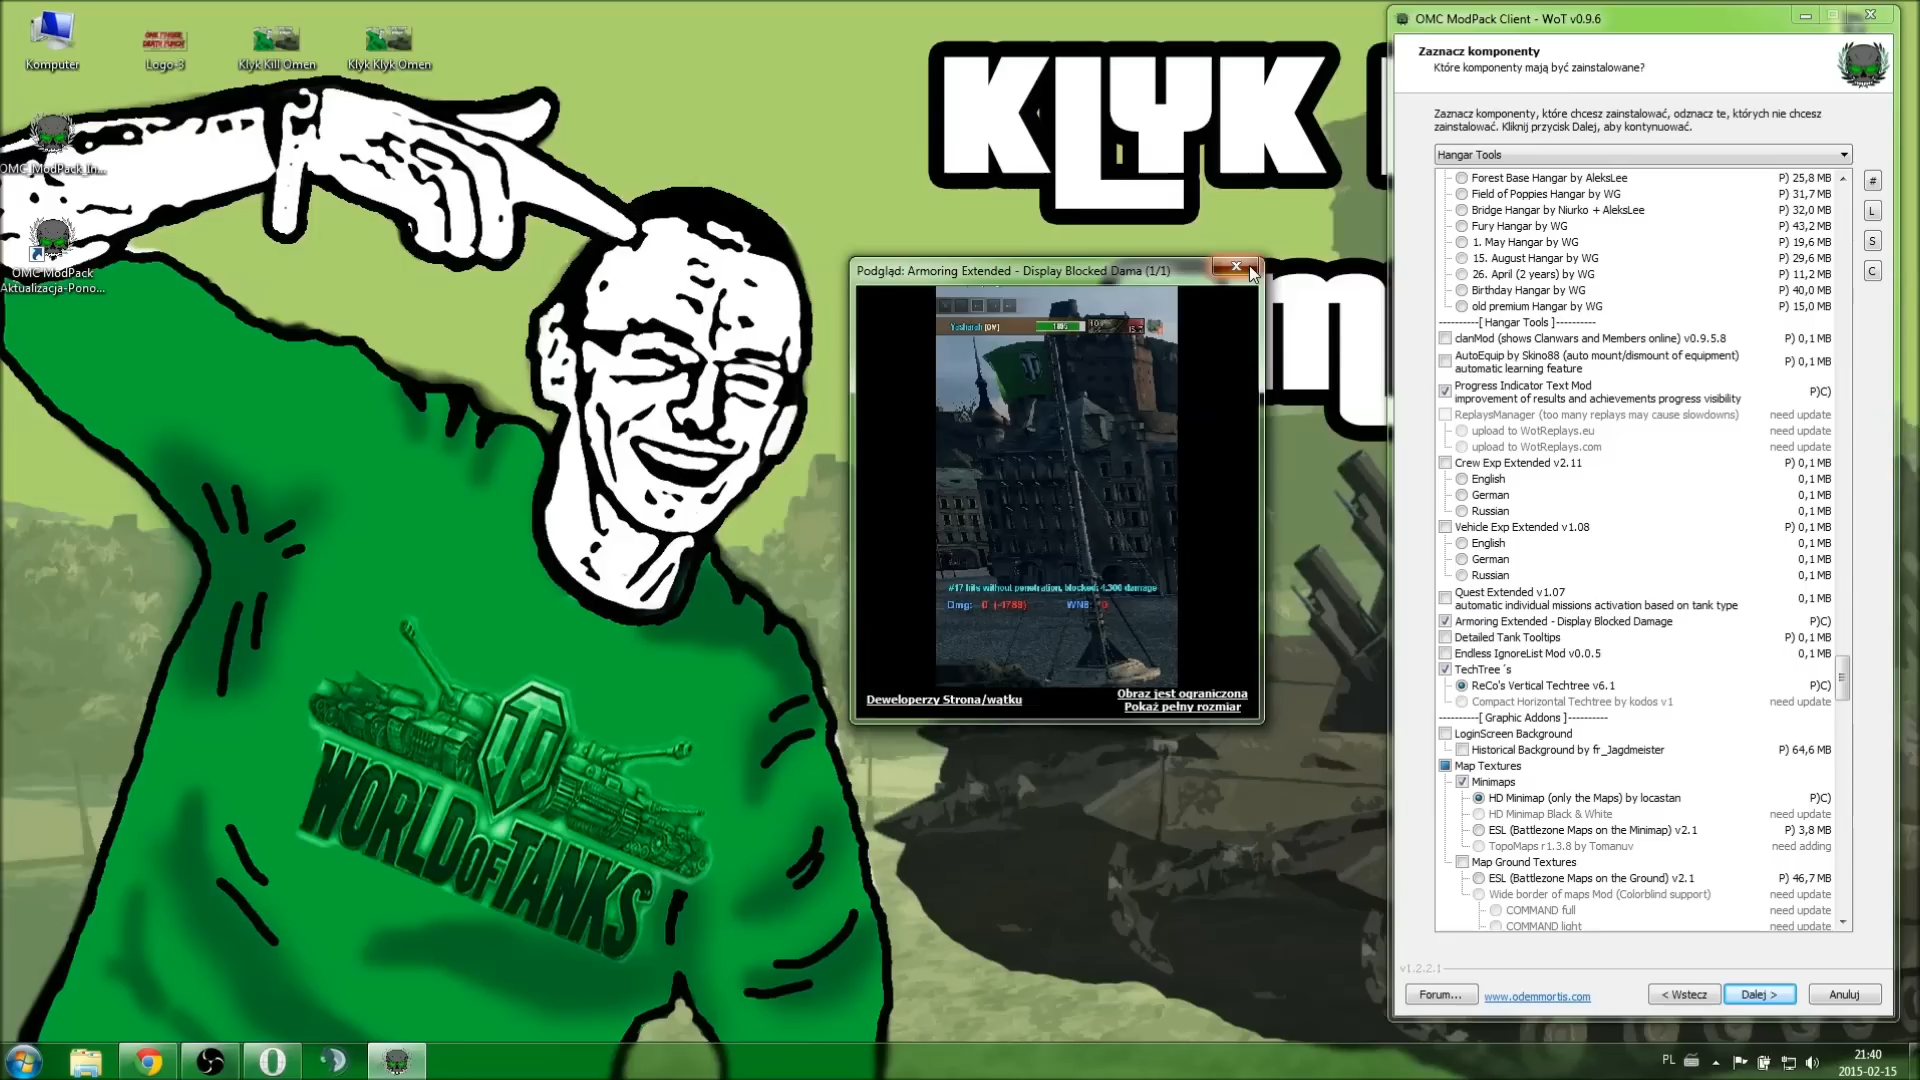 Komputer
Logo-3
Klyk Kill Omen
Klyk Klyk Omen
OMC ModPack_In...
OMC ModPack
Aktualizacja-Pono...
KLYK
WORLD OF TANKS
Podgląd: Armoring Extended - Display Blocked Dama (1/1)
#17 hits without penetration, blocked: 4,300 damage
Dmg: 0 (-1788) WN8: 0
Deweloperzy Strona/wątku
Obraz jest ograniczona
Pokaż pełny rozmiar
OMC ModPack Client - WoT v0.9.6
Zaznacz komponenty
Które komponenty mają być zainstalowane?
Zaznacz komponenty, które chcesz zainstalować, odznacz te, których nie chcesz
zainstalować. Kliknij przycisk Dalej, aby kontynuować.
Hangar Tools
#
L
S
C
Forest Base Hangar by AleksLee P) 25,8 MB
Field of Poppies Hangar by WG P) 31,7 MB
Bridge Hangar by Niurko + AleksLee P) 32,0 MB
Fury Hangar by WG P) 43,2 MB
1. May Hangar by WG P) 19,6 MB
15. August Hangar by WG P) 29,6 MB
26. April (2 years) by WG P) 11,2 MB
Birthday Hangar by WG P) 40,0 MB
old premium Hangar by WG P) 15,0 MB
----------[ Hangar Tools ]----------
clanMod (shows Clanwars and Members online) v0.9.5.8 P) 0,1 MB
AutoEquip by Skino88 (auto mount/dismount of equipment)
automatic learning feature P) 0,1 MB
Progress Indicator Text Mod
improvement of results and achievements progress visibility P)C)
ReplaysManager (too many replays may cause slowdowns) need update
upload to WotReplays.eu need update
upload to WotReplays.com need update
Crew Exp Extended v2.11 P) 0,1 MB
English 0,1 MB
German 0,1 MB
Russian 0,1 MB
Vehicle Exp Extended v1.08 P) 0,1 MB
English 0,1 MB
German 0,1 MB
Russian 0,1 MB
Quest Extended v1.07
automatic individual missions activation based on tank type 0,1 MB
Armoring Extended - Display Blocked Damage P)C)
Detailed Tank Tooltips P) 0,1 MB
Endless IgnoreList Mod v0.0.5 0,1 MB
TechTree´s
ReCo's Vertical Techtree v6.1 P)C)
Compact Horizontal Techtree by kodos v1 need update
----------[ Graphic Addons ]----------
LoginScreen Background
Historical Background by fr_Jagdmeister P) 64,6 MB
Map Textures
Minimaps
HD Minimap (only the Maps) by locastan P)C)
HD Minimap Black & White need update
ESL (Battlezone Maps on the Minimap) v2.1 P) 3,8 MB
TopoMaps r1.3.8 by Tomanuv need adding
Map Ground Textures
ESL (Battlezone Maps on the Ground) v2.1 P) 46,7 MB
Wide border of maps Mod (Colorblind support) need update
COMMAND full need update
COMMAND light need update
v1.2.2.1
Forum...
www.odemmortis.com
< Wstecz
Dalej >
Anuluj
PL
21:40
2015-02-15